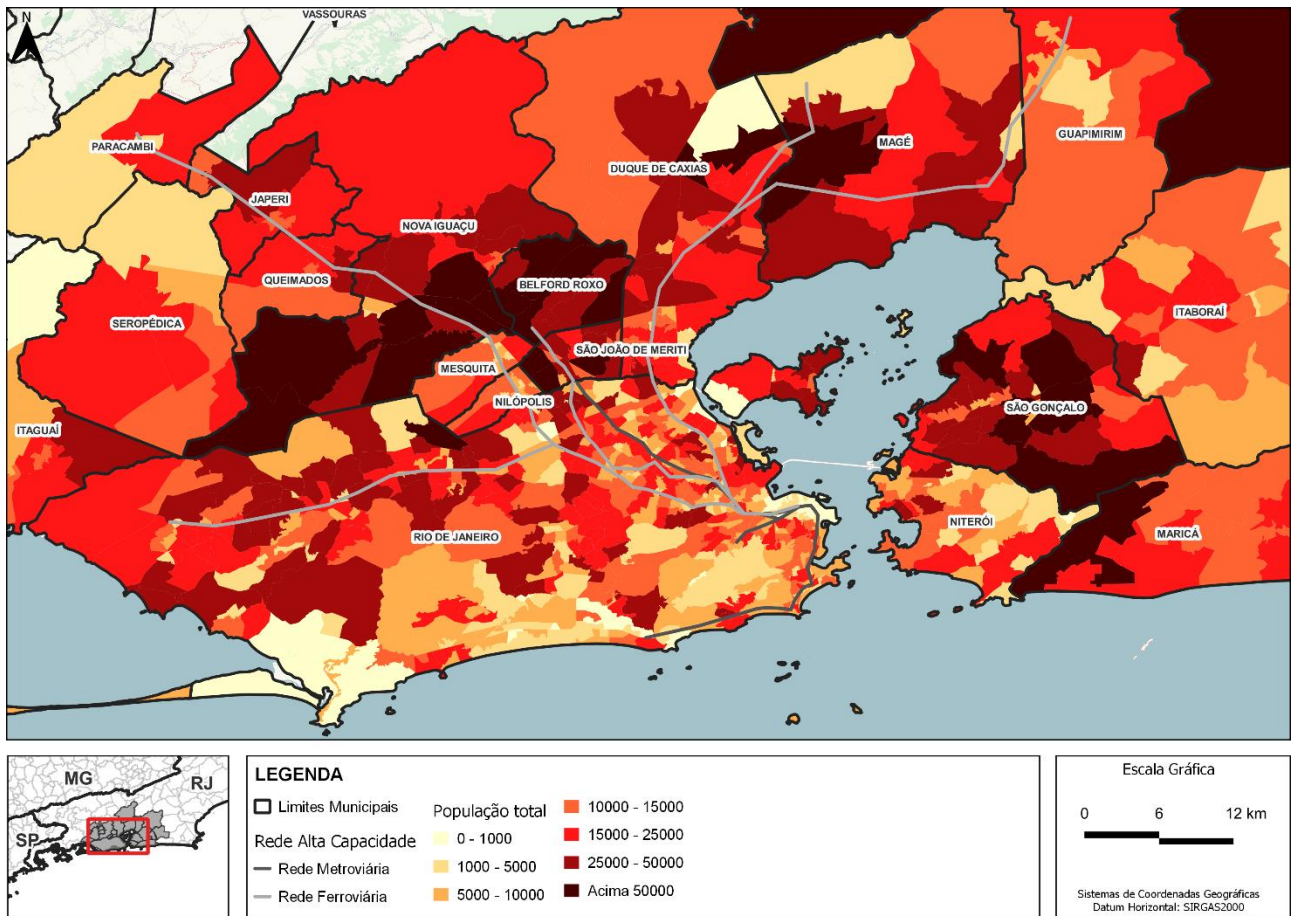 VASSOURAS
N
PARACAMBI
DUQUE DE CAXIAS
MAGÉ
GUAPIMIRIM
JAPERI
NOVA IGUAÇU
QUEIMADOS
BELFORD ROXO
SEROPÉDICA
ITABORAÍ
SÃO JOÃO DE MERITI
MESQUITA
NILÓPOLIS
SÃO GONÇALO
ITAGUAÍ
NITERÓI
RIO DE JANEIRO
MARICÁ
MG
RJ
SP
LEGENDA
Limites Municipais
Rede Alta Capacidade
Rede Metroviária
Rede Ferroviária
População total
0 - 1000
1000 - 5000
5000 - 10000
10000 - 15000
15000 - 25000
25000 - 50000
Acima 50000
Escala Gráfica
0 6 12 km
Sistemas de Coordenadas Geográficas
Datum Horizontal: SIRGAS2000